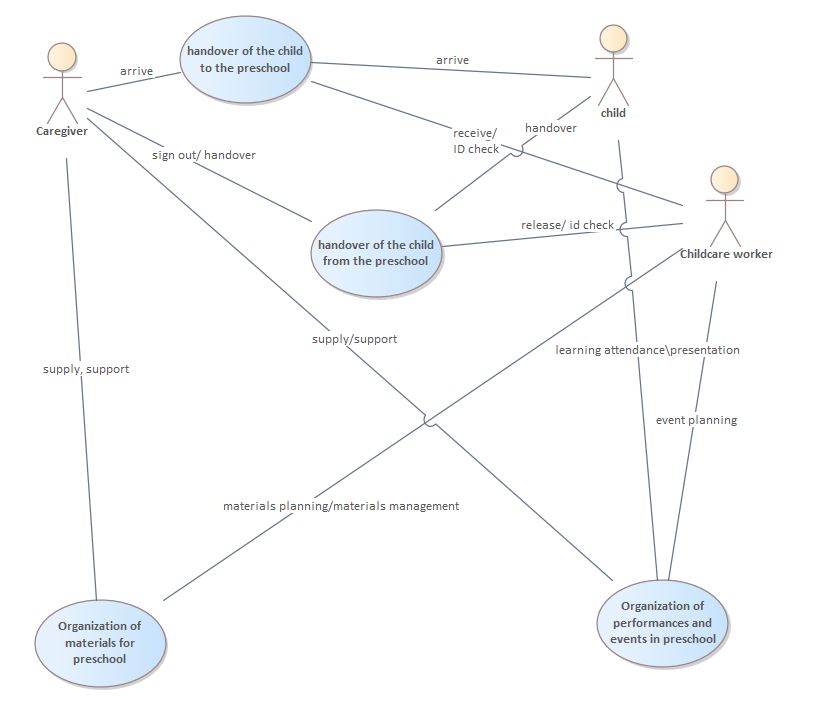 handover of the child
to the preschool
arrive
arrive
child
Caregiver
receive/
ID check
handover
sign out/ handover
release/ id check
handover of the child
from the preschool
Childcare worker
supply/support
learning attendance\presentation
supply, support
event planning
materials planning/materials management
Organization of
materials for
preschool
Organization of
performances and
events in preschool